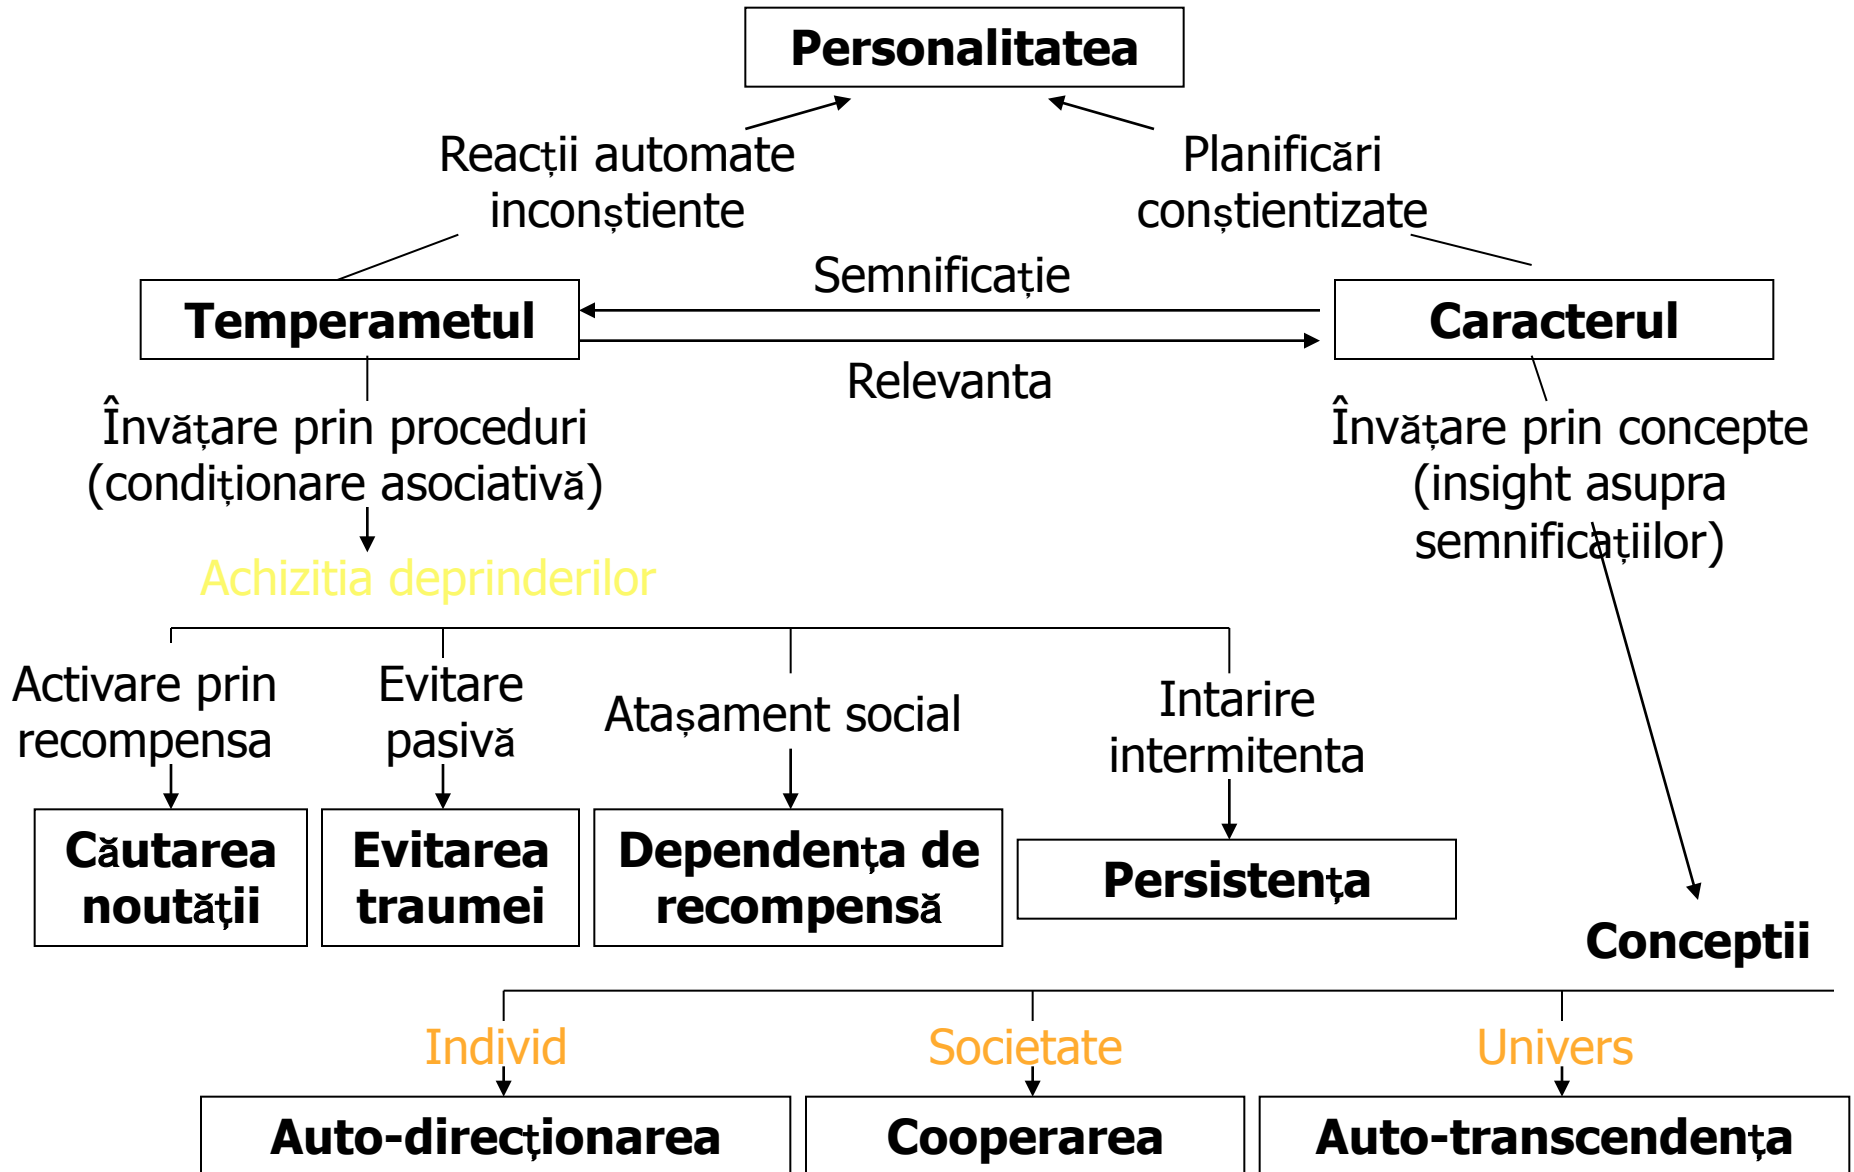 Personalitatea
Reacții automate
inconștiente
Planificări
conștientizate
Semnificație
Temperametul
Caracterul
Relevanta
Învățare prin proceduri
(condiționare asociativă)
Învățare prin concepte
(insight asupra
semnificațiilor)
Achizitia deprinderilor
Activare prin
recompensa
Evitare
pasivă
Atașament social
Intarire
intermitenta
Căutarea
noutății
Evitarea
traumei
Dependența de
recompensă
Persistența
Conceptii
Individ
Societate
Univers
Auto-direcționarea
Cooperarea
Auto-transcendența